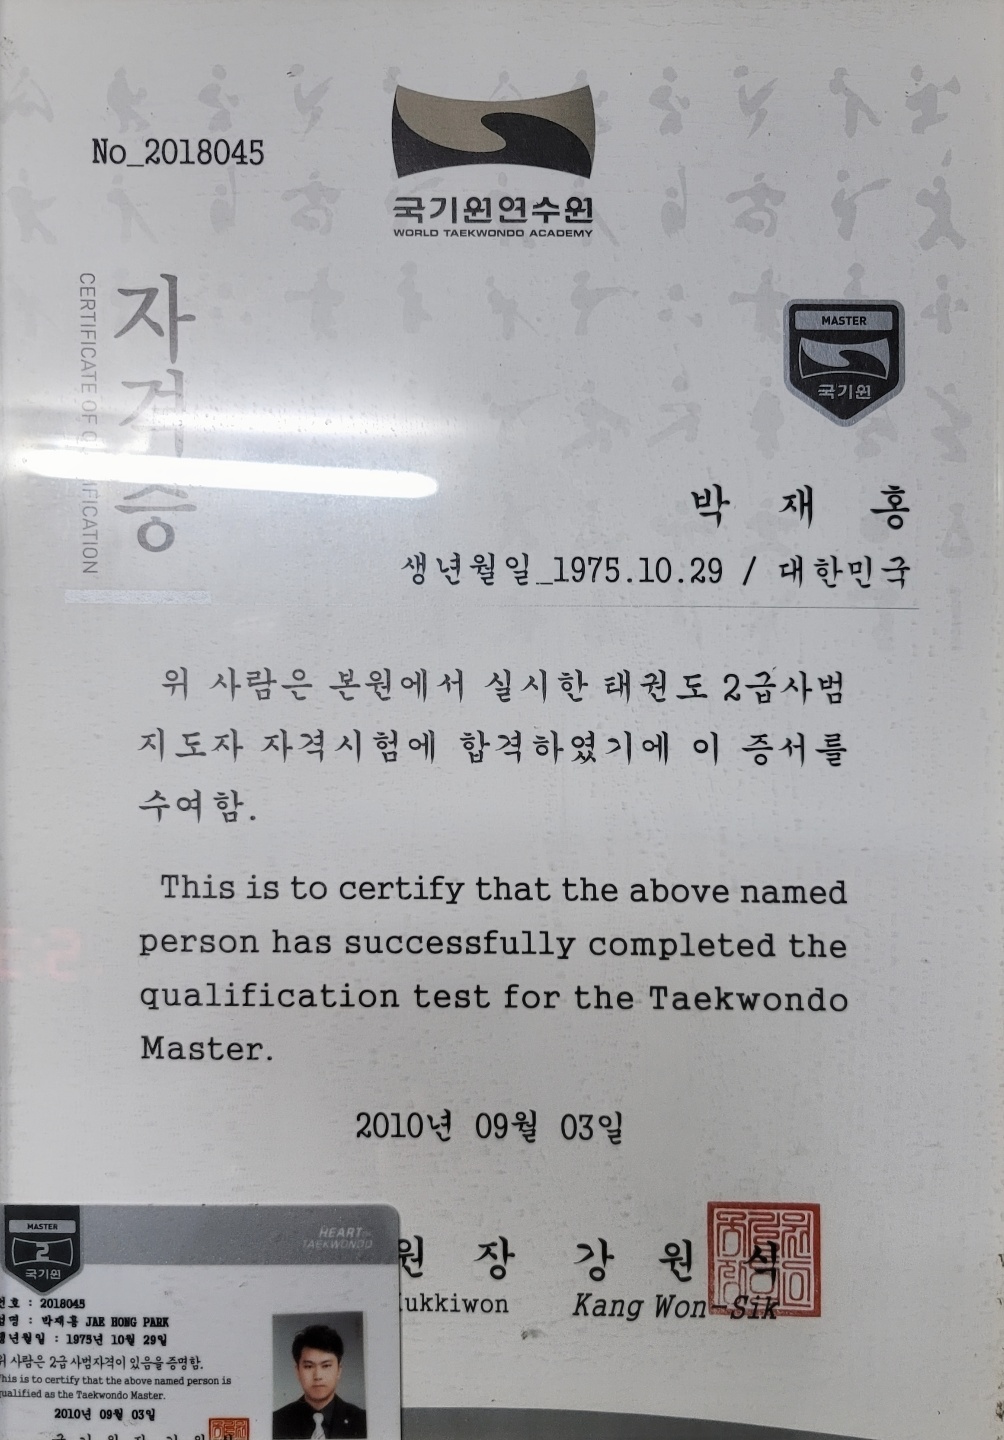 No_2018045
국기원연수원
WORLD TAEKWONDO ACADEMY
자격증
CERTIFICATE OF
MASTER
국기원
박 재 홍
생년월일_1975.10.29 / 대한민국
위 사람은 본원에서 실시한 태권도 2급사범
지도자 자격시험에 합격하였기에 이 증서를
수여함.
This is to certify that the above named
person has successfully completed the
qualification test for the Taekwondo
Master.
2010년 09월 03일
원 장 강 원 식
Kang Won-Sik
MASTER
2
국기원
HEART
TAEKWONDO
: 2018045
: 박재홍 JAE HONG PARK
: 1975년 10월 29일
사람은 2급 사범자격이 있음을 증명함.
is to certify that the above named person is
as the Taekwondo Master.
2010년 09월 03일